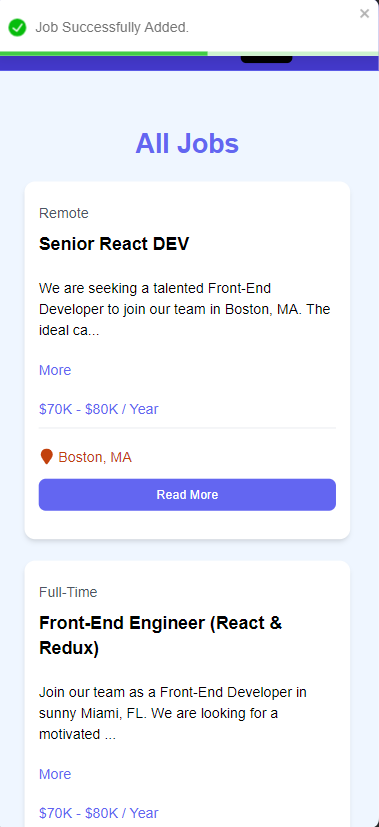 Job Successfully Added.
All Jobs
Remote
Senior React DEV
We are seeking a talented Front-End
Developer to join our team in Boston, MA. The
ideal ca...
More
$70K - $80K / Year
Boston, MA
Read More
Full-Time
Front-End Engineer (React &
Redux)
Join our team as a Front-End Developer in
sunny Miami, FL. We are looking for a
motivated ...
More
$70K - $80K / Year